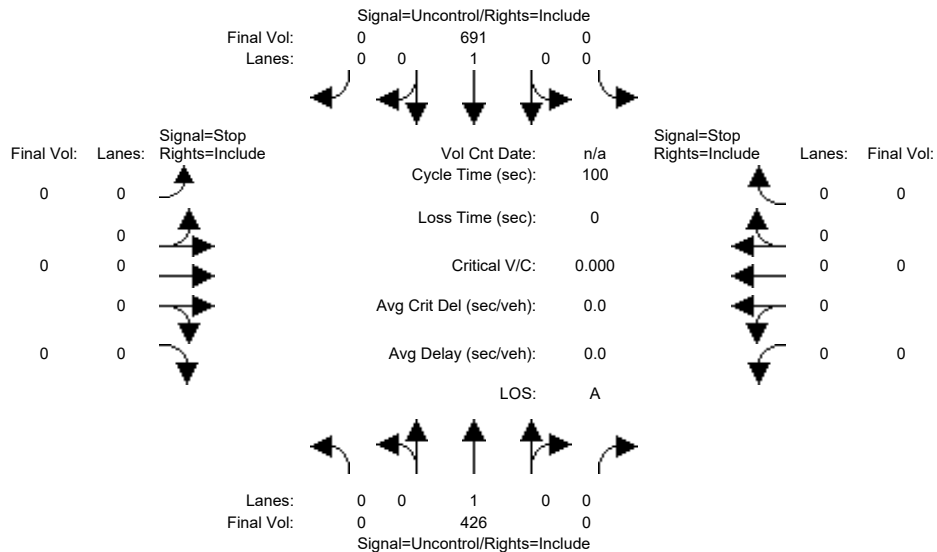 Signal=Uncontrol/Rights=Include
Final Vol: 0 691 0
Lanes: 0 0 1 0 0
Signal=Stop Signal=Stop
Final Vol: Lanes: Rights=Include Vol Cnt Date: n/a Rights=Include Lanes: Final Vol:
Cycle Time (sec): 100
0 0 0 0
Loss Time (sec): 0
0 0
0 0 Critical V/C: 0.000 0 0
0 Avg Crit Del (sec/veh): 0.0 0
0 0 Avg Delay (sec/veh): 0.0 0 0
LOS: A
Lanes: 0 0 1 0 0
Final Vol: 0 426 0
Signal=Uncontrol/Rights=Include